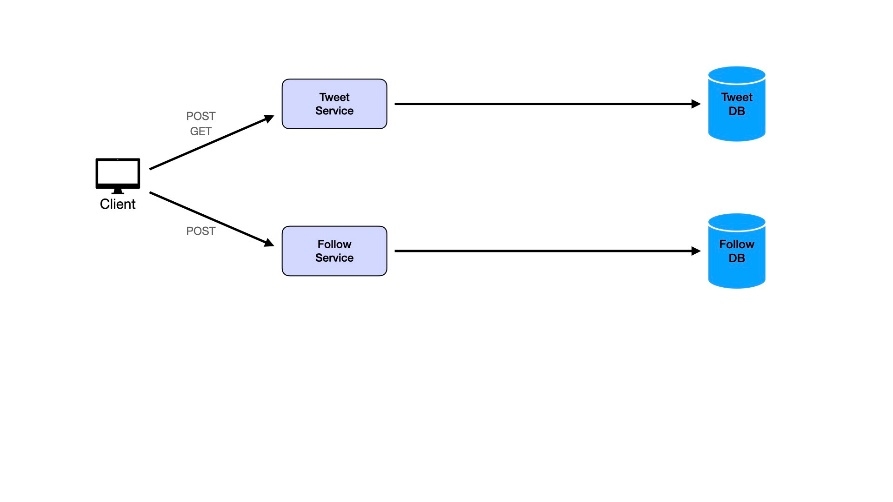 Tweet
Service
Tweet
DB
POST
GET
Client
POST
Follow
Service
Follow
DB